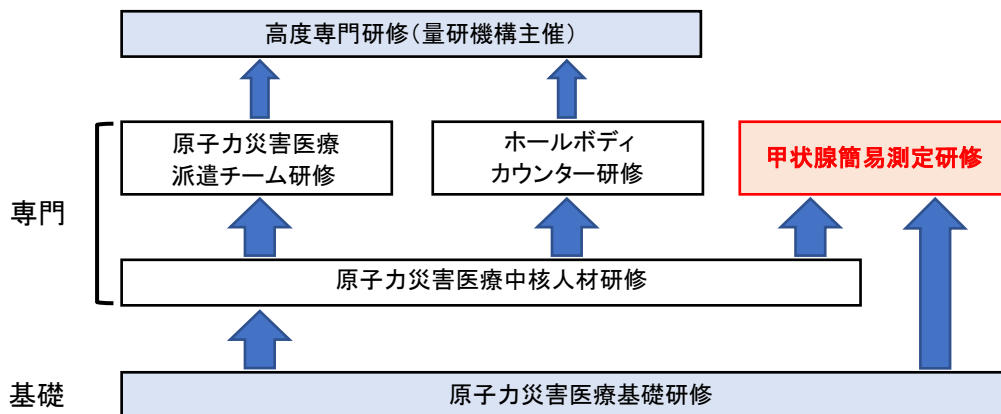 高度専門研修(量研機構主催)
原子力災害医療
派遣チーム研修
ホールボディ
カウンター研修
甲状腺簡易測定研修
専門
原子力災害医療中核人材研修
基礎
原子力災害医療基礎研修